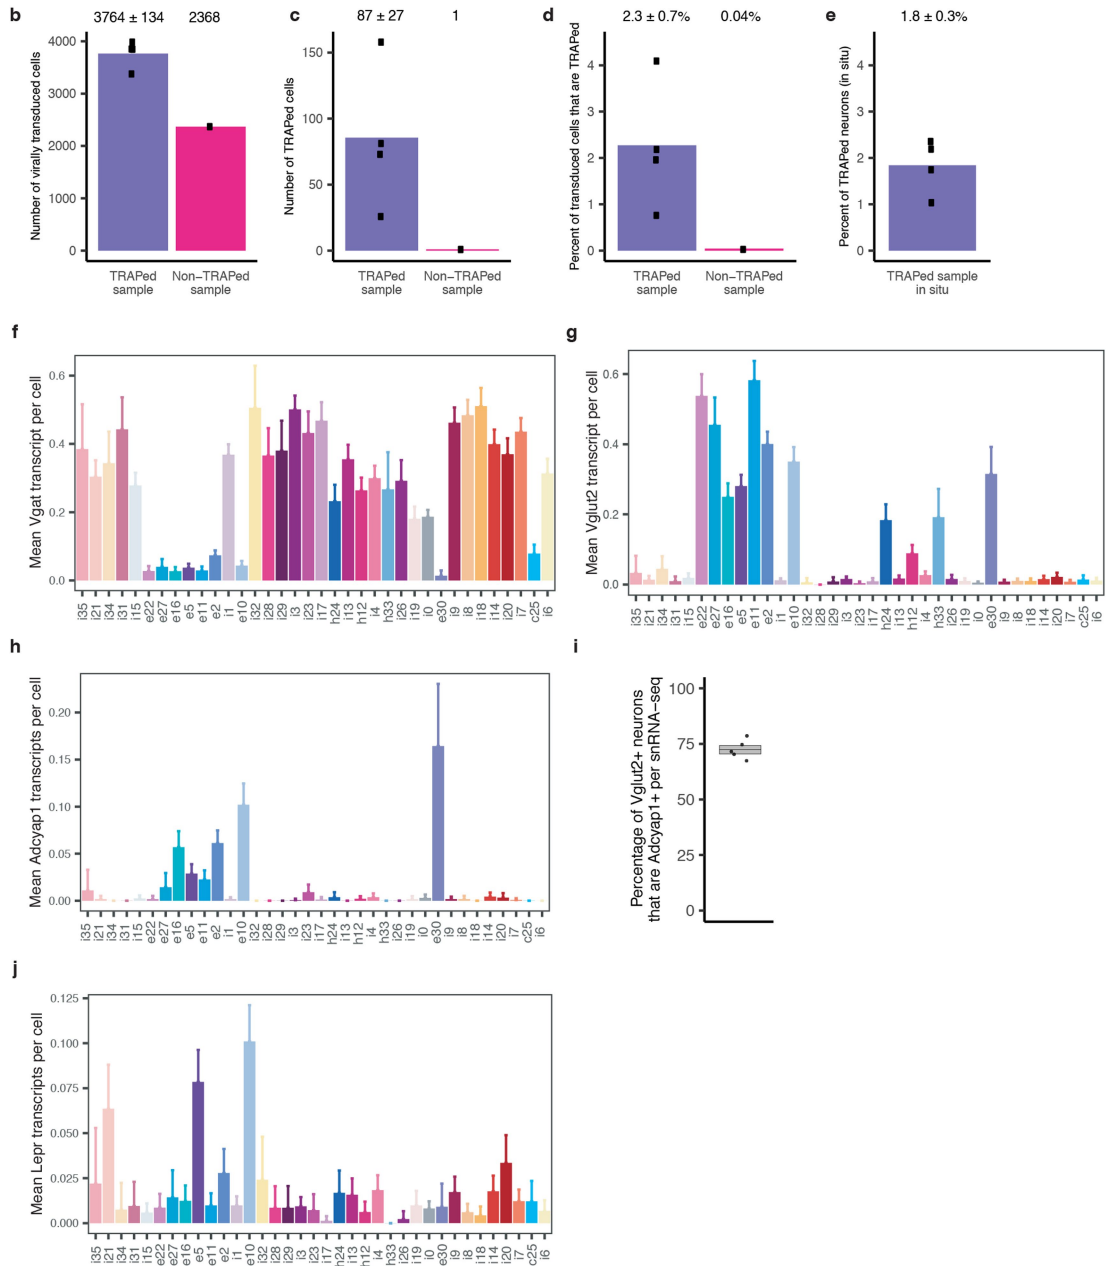 b
3764 ± 134
2368
Number of virally transduced cells
4000
3000
2000
1000
0
TRAPed
sample
Non−TRAPed
sample
c
87 ± 27
1
Number of TRAPed cells
150
100
50
0
TRAPed
sample
Non−TRAPed
sample
d
2.3 ± 0.7%
0.04%
Percent of transduced cells that are TRAPed
4
3
2
1
0
TRAPed
sample
Non−TRAPed
sample
e
1.8 ± 0.3%
Percent of TRAPed neurons (in situ)
4
3
2
1
0
TRAPed sample
in situ
f
Mean Vgat transcript per cell
0.6
0.4
0.2
0.0
i35 i21 i34 i31 i15 e22 e27 e16 e5 e11 e2 i1 e10 i32 i28 i29 i3 i23 i17 h24 i13 h12 i4 h33 i26 i19 i0 e30 i9 i8 i18 i14 i20 i7 c25 i6
g
Mean Vglut2 transcript per cell
0.6
0.4
0.2
0.0
i35 i21 i34 i31 i15 e22 e27 e16 e5 e11 e2 i1 e10 i32 i28 i29 i3 i23 i17 h24 i13 h12 i4 h33 i26 i19 i0 e30 i9 i8 i18 i14 i20 i7 c25 i6
h
Mean Adcyap1 transcripts per cell
0.20
0.15
0.10
0.05
0.00
i35 i21 i34 i31 i15 e22 e27 e16 e5 e11 e2 i1 e10 i32 i28 i29 i3 i23 i17 h24 i13 h12 i4 h33 i26 i19 i0 e30 i9 i8 i18 i14 i20 i7 c25 i6
i
Percentage of Vglut2+ neurons
that are Adcyap1+ per snRNA−seq
100
75
50
25
0
j
Mean Lepr transcripts per cell
0.125
0.100
0.075
0.050
0.025
0.000
i35 i21 i34 i31 i15 e22 e27 e16 e5 e11 e2 i1 e10 i32 i28 i29 i3 i23 i17 h24 i13 h12 i4 h33 i26 i19 i0 e30 i9 i8 i18 i14 i20 i7 c25 i6